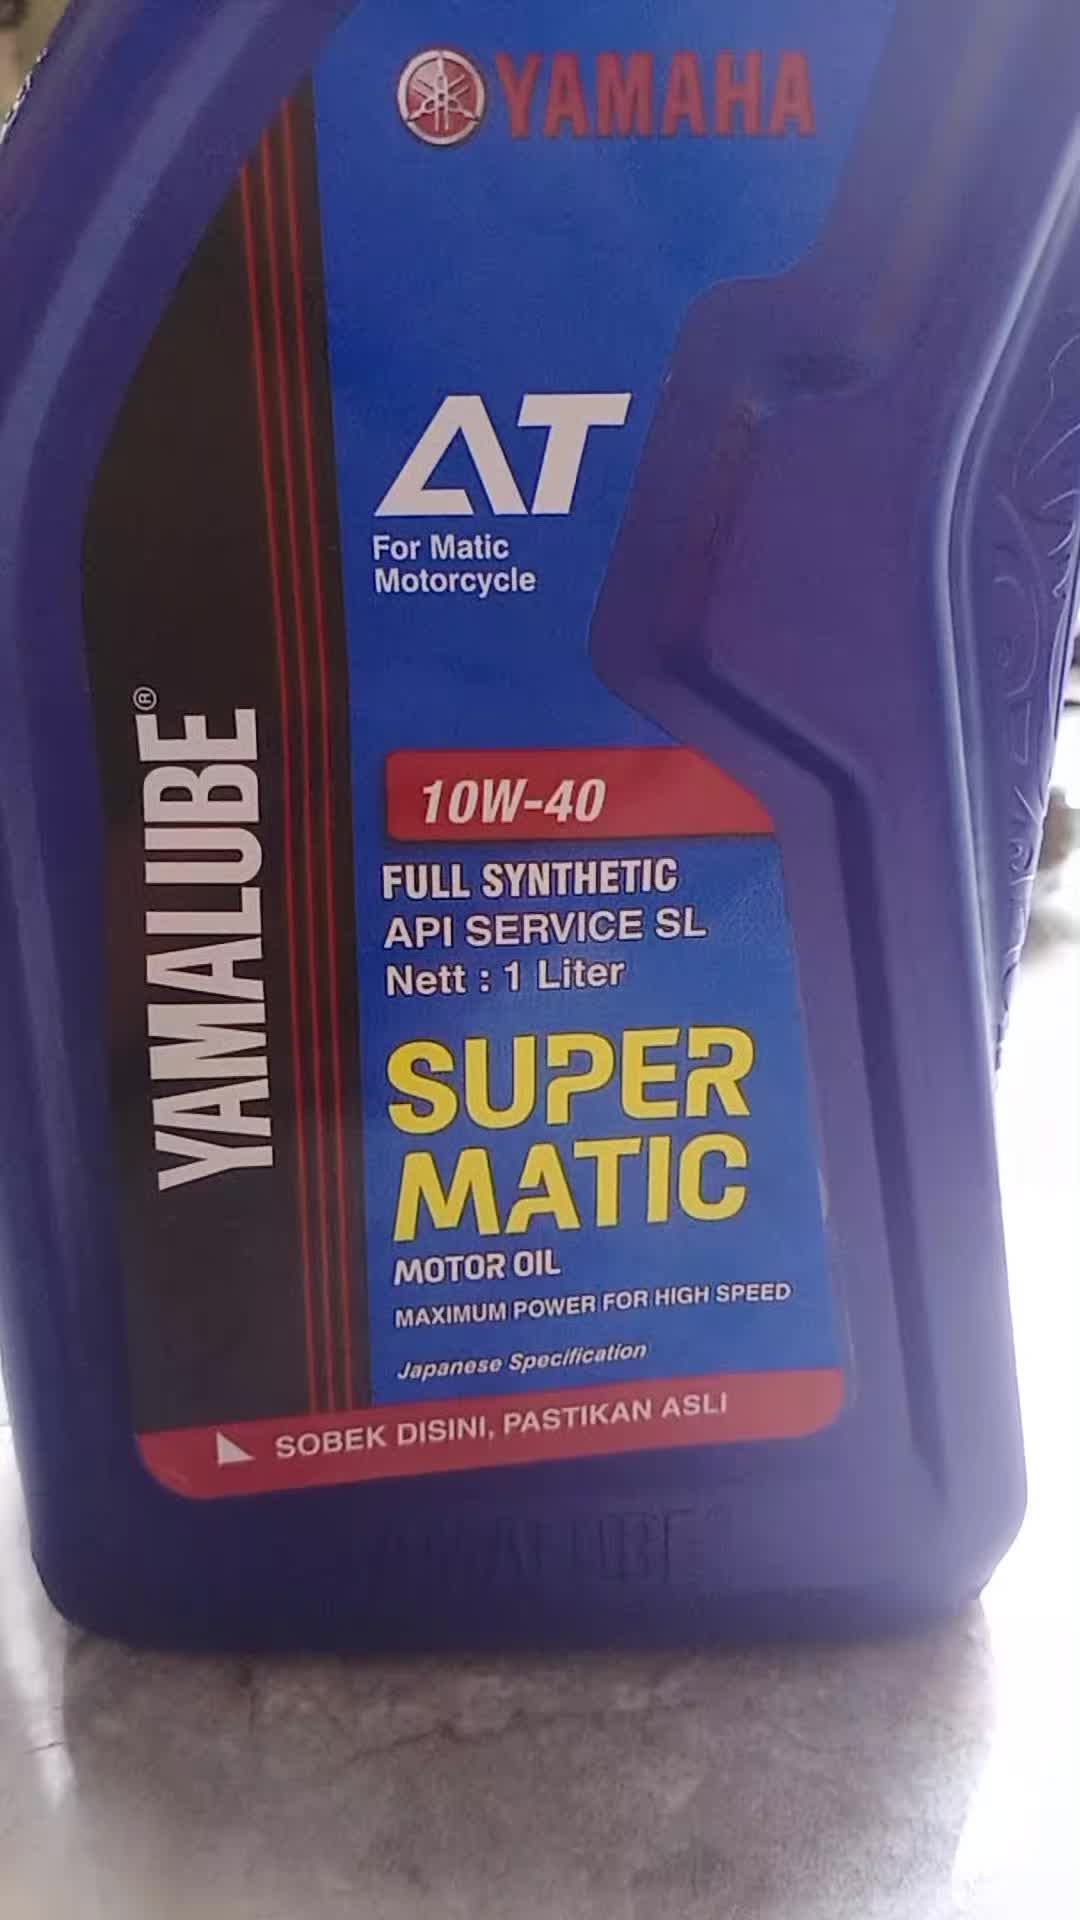 YAMAHA
AT
For Matic
Motorcycle
YAMALUBE®
10W-40
FULL SYNTHETIC
API SERVICE SL
Nett : 1 Liter
SUPER
MATIC
MOTOR OIL
MAXIMUM POWER FOR HIGH SPEED
Japanese Specification
SOBEK DISINI, PASTIKAN ASLI
YAMALUBE